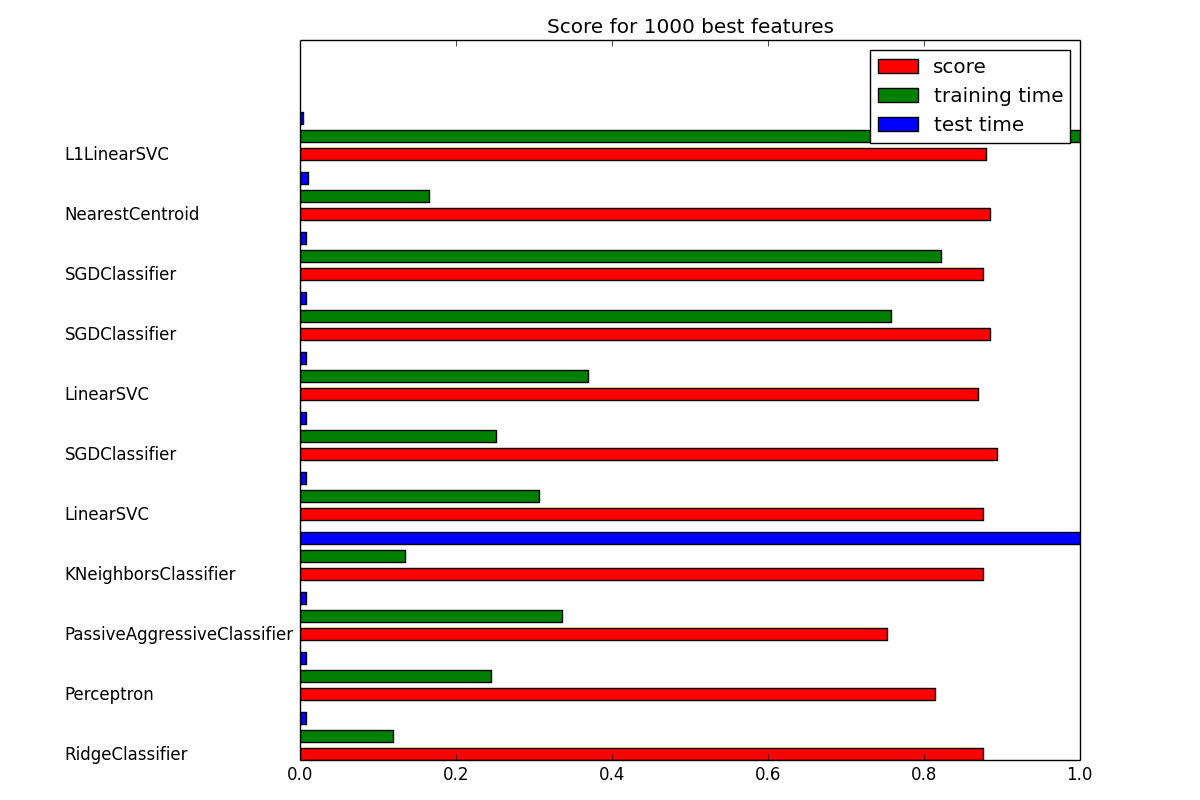 Score for 1000 best features
score
training time
test time
L1LinearSVC
NearestCentroid
SGDClassifier
SGDClassifier
LinearSVC
SGDClassifier
LinearSVC
KNeighborsClassifier
PassiveAggressiveClassifier
Perceptron
RidgeClassifier
0.0 0.2 0.4 0.6 0.8 1.0